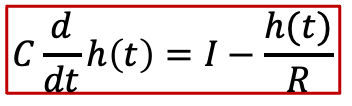 C d/dt h(t) = I − h(t)/R